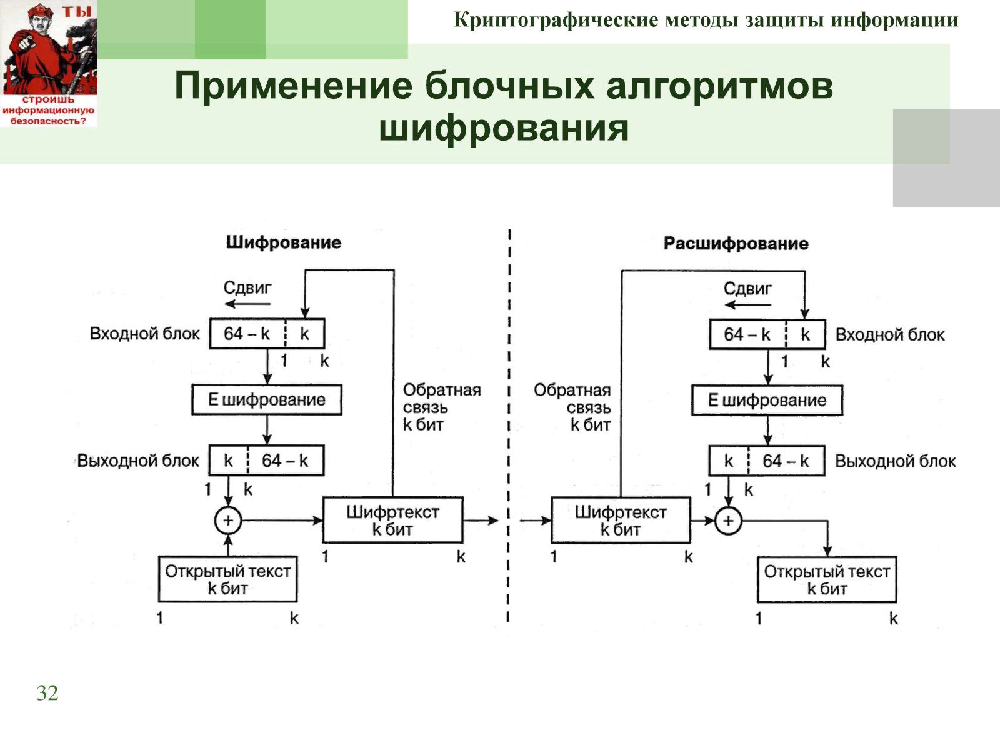 ТЫ
строишь
информационную
безопасность?
Криптографические методы защиты информации
Применение блочных алгоритмов
шифрования
Шифрование
Сдвиг
Входной блок
64 – k
k
1
k
Е шифрование
Обратная
связь
k бит
Выходной блок
k
64 – k
1
k
+
Шифртекст
k бит
1
k
Открытый текст
k бит
1
k
Расшифрование
Сдвиг
64 – k
k
Входной блок
1
k
Обратная
связь
k бит
Е шифрование
k
64 – k
Выходной блок
1
k
Шифртекст
k бит
+
1
k
Открытый текст
k бит
1
k
32